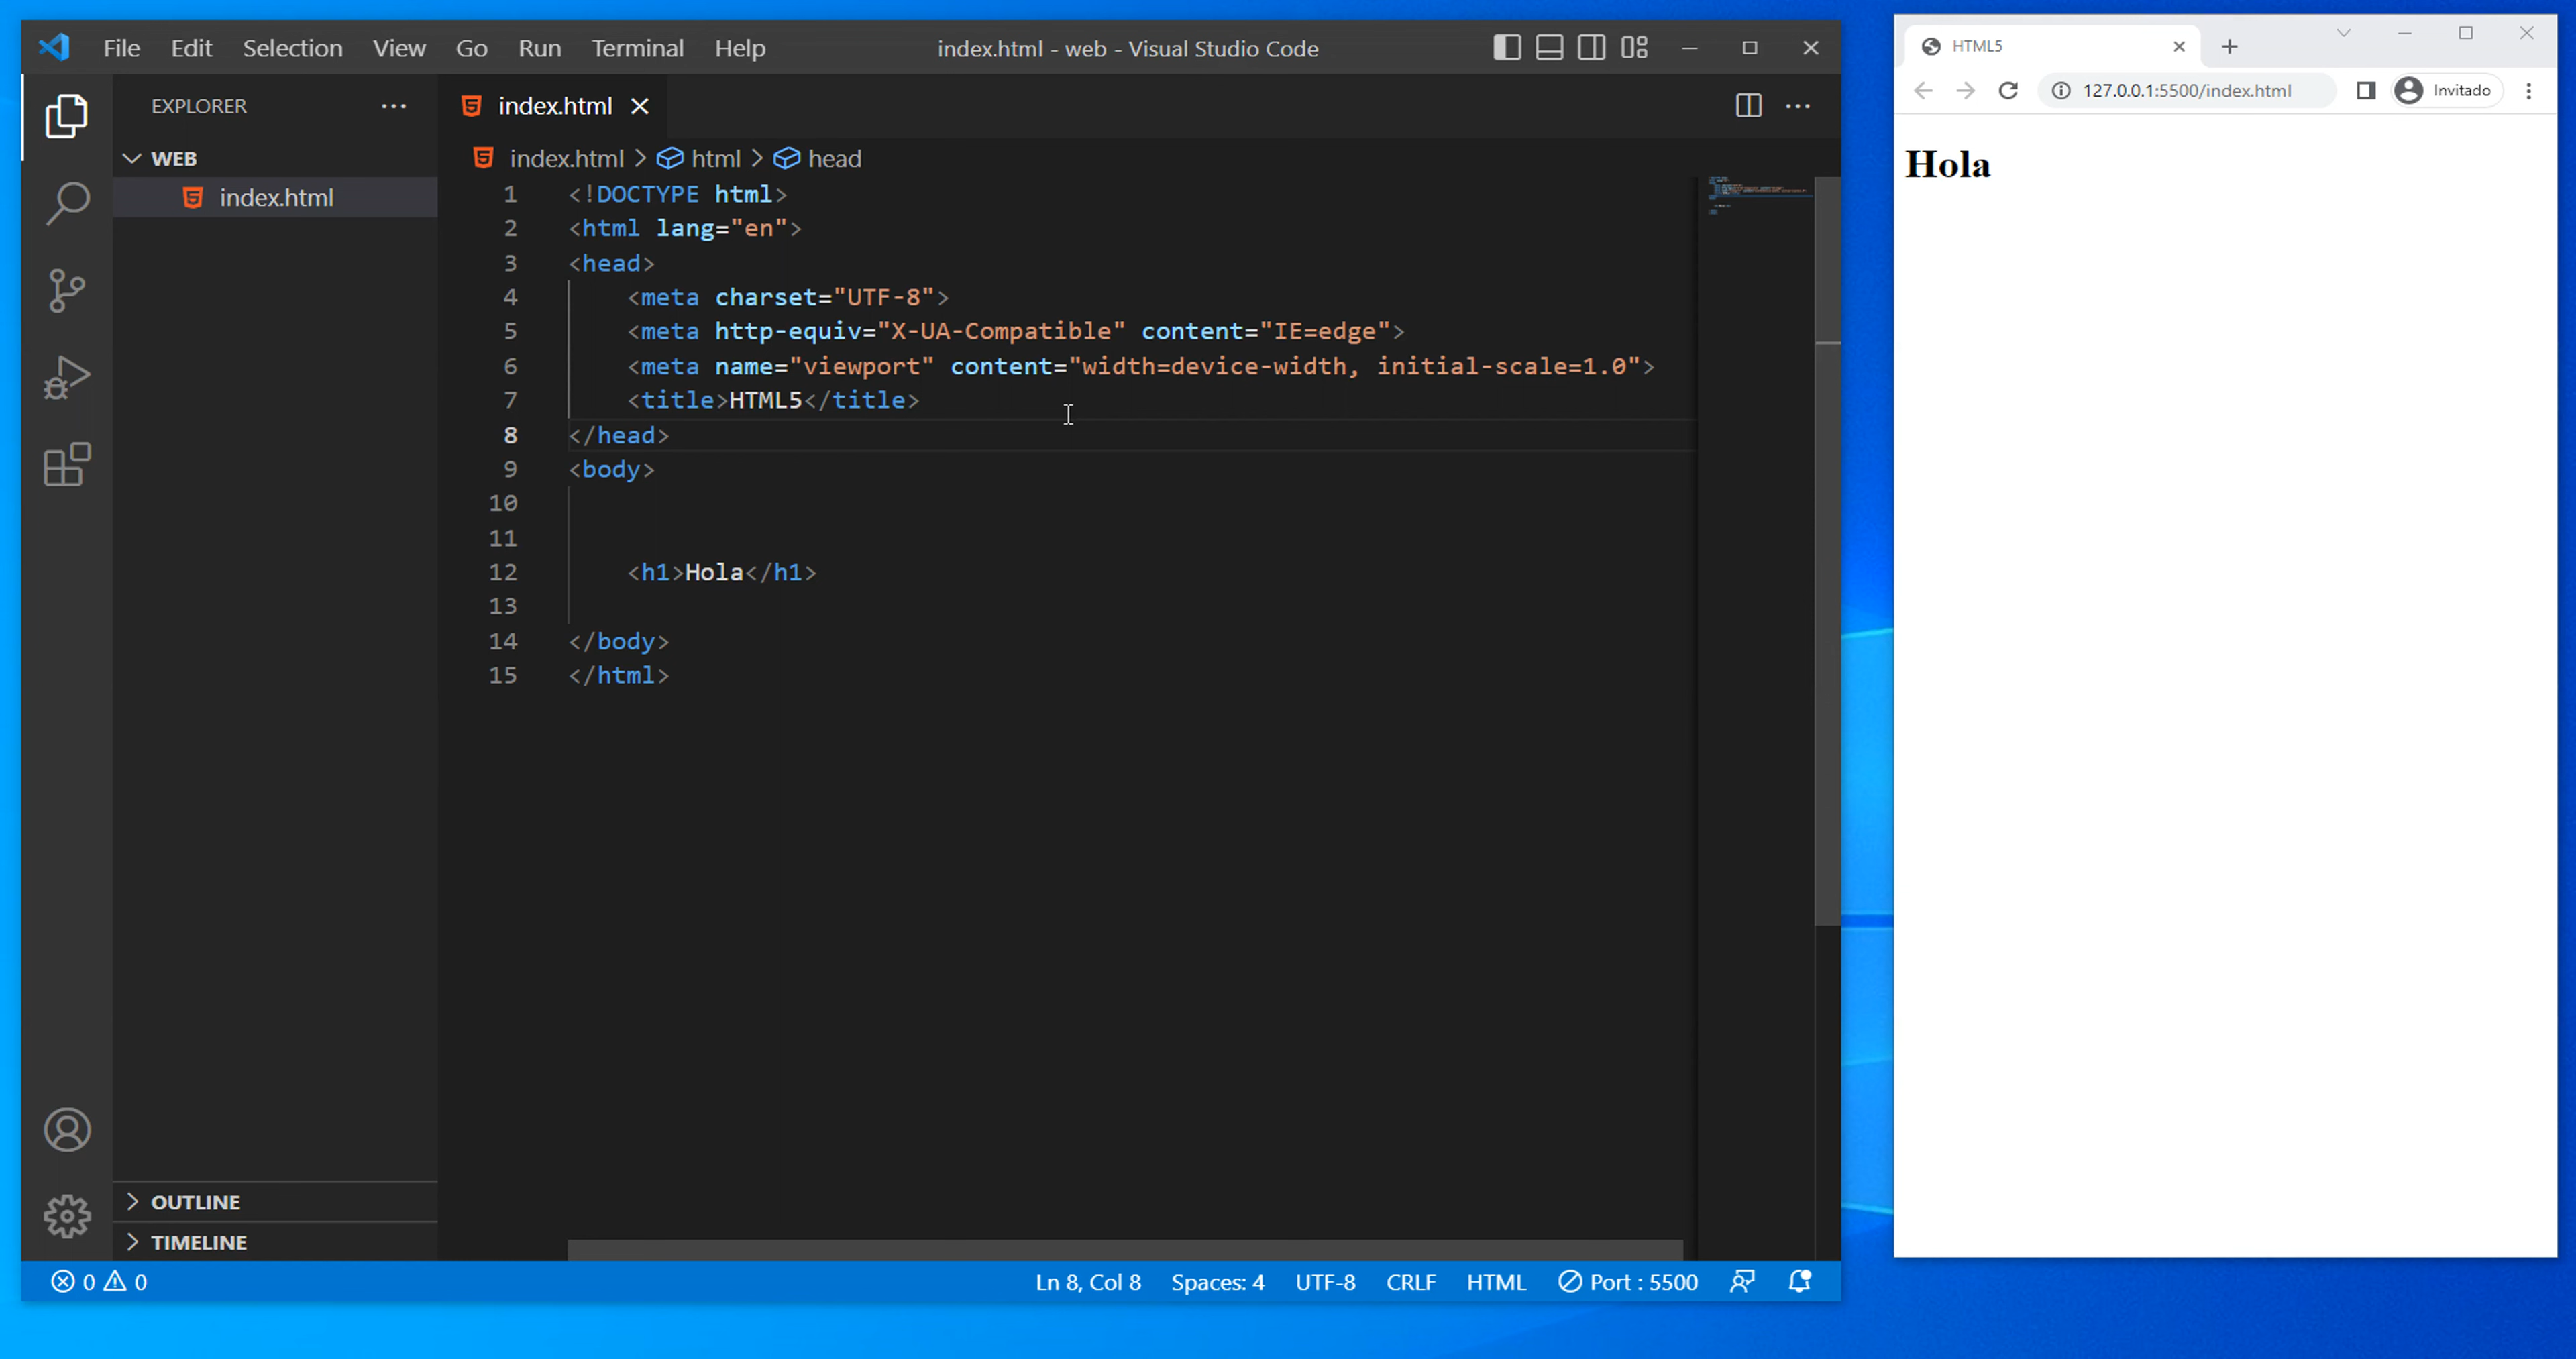 File Edit Selection View Go Run Terminal Help index.html - web - Visual Studio Code
EXPLORER
WEB
index.html
OUTLINE
TIMELINE
index.html
index.html > html > head
1 <!DOCTYPE html>
2 <html lang="en">
3 <head>
4 <meta charset="UTF-8">
5 <meta http-equiv="X-UA-Compatible" content="IE=edge">
6 <meta name="viewport" content="width=device-width, initial-scale=1.0">
7 <title>HTML5</title>
8 </head>
9 <body>
10
11
12 <h1>Hola</h1>
13
14 </body>
15 </html>
0 0 Ln 8, Col 8 Spaces: 4 UTF-8 CRLF HTML Port : 5500
HTML5
127.0.0.1:5500/index.html Invitado
Hola